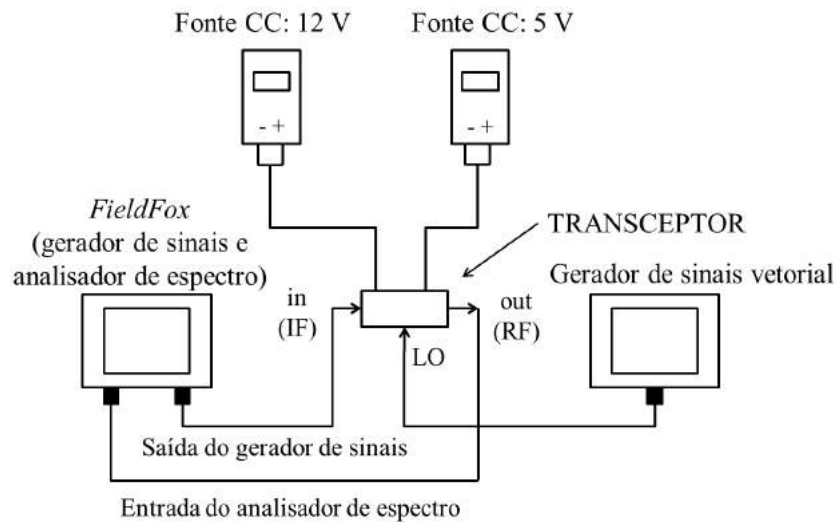 Fonte CC: 12 V
Fonte CC: 5 V
- +
- +
FieldFox
(gerador de sinais e
analisador de espectro)
TRANSCEPTOR
Gerador de sinais vetorial
in
(IF)
out
(RF)
LO
Saída do gerador de sinais
Entrada do analisador de espectro